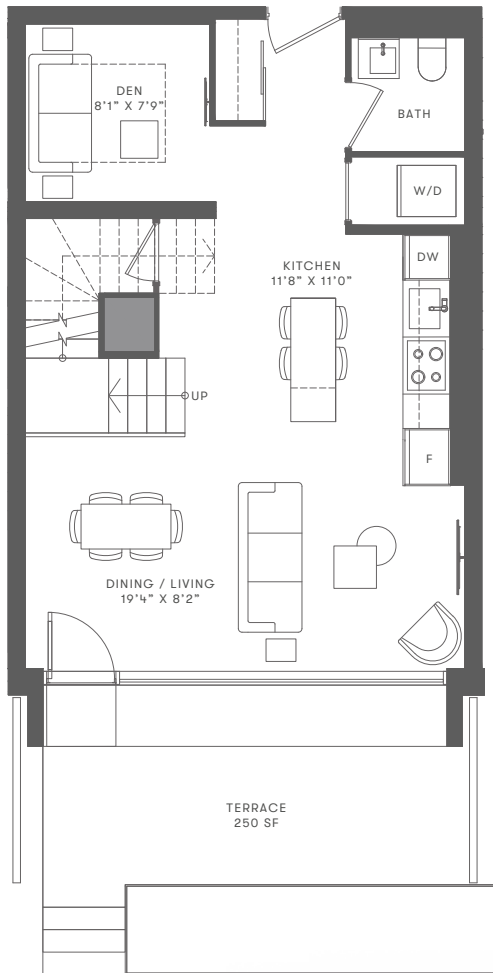 DEN
8'1" X 7'9"
BATH
W/D
KITCHEN
11'8" X 11'0"
DW
UP
F
DINING / LIVING
19'4" X 8'2"
TERRACE
250 SF